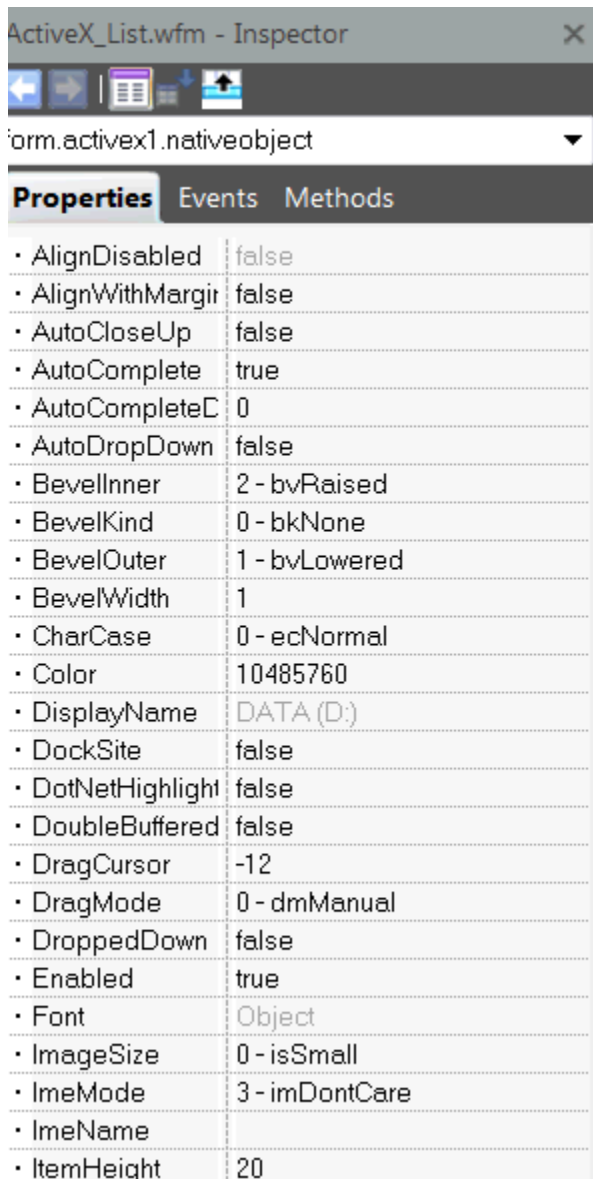 ActiveX_List.wfm - Inspector
form.activex1.nativeobject
Properties Events Methods
AlignDisabled false
AlignWithMargin false
AutoCloseUp false
AutoComplete true
AutoCompleteD 0
AutoDropDown false
BevelInner 2 - bvRaised
BevelKind 0 - bkNone
BevelOuter 1 - bvLowered
BevelWidth 1
CharCase 0 - ecNormal
Color 10485760
DisplayName DATA (D:)
DockSite false
DotNetHighlight false
DoubleBuffered false
DragCursor -12
DragMode 0 - dmManual
DroppedDown false
Enabled true
Font Object
ImageSize 0 - isSmall
ImeMode 3 - imDontCare
ImeName
ItemHeight 20